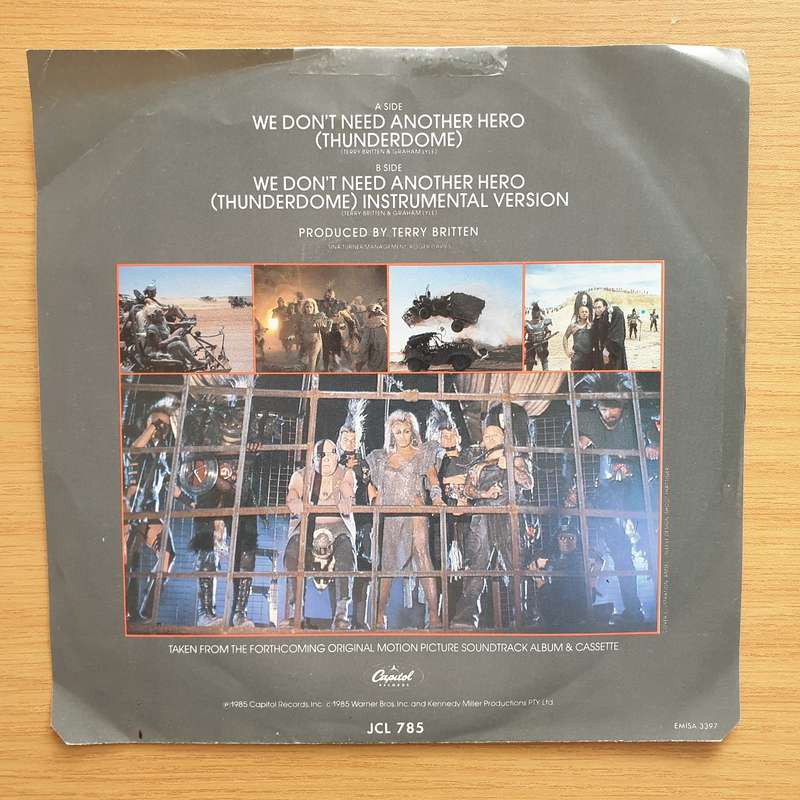 A SIDE
WE DON'T NEED ANOTHER HERO
(THUNDERDOME)
(TERRY BRITTEN & GRAHAM LYLE)
B SIDE
WE DON'T NEED ANOTHER HERO
(THUNDERDOME) INSTRUMENTAL VERSION
(TERRY BRITTEN & GRAHAM LYLE)
PRODUCED BY TERRY BRITTEN
TINA TURNER MANAGEMENT: ROGER DAVIES
TAKEN FROM THE FORTHCOMING ORIGINAL MOTION PICTURE SOUNDTRACK ALBUM & CASSETTE
Capitol
RECORDS
℗ 1985 Capitol Records, Inc. © 1985 Warner Bros. Inc. and Kennedy Miller Productions PTY. Ltd.
JCL 785
EMISA 3397